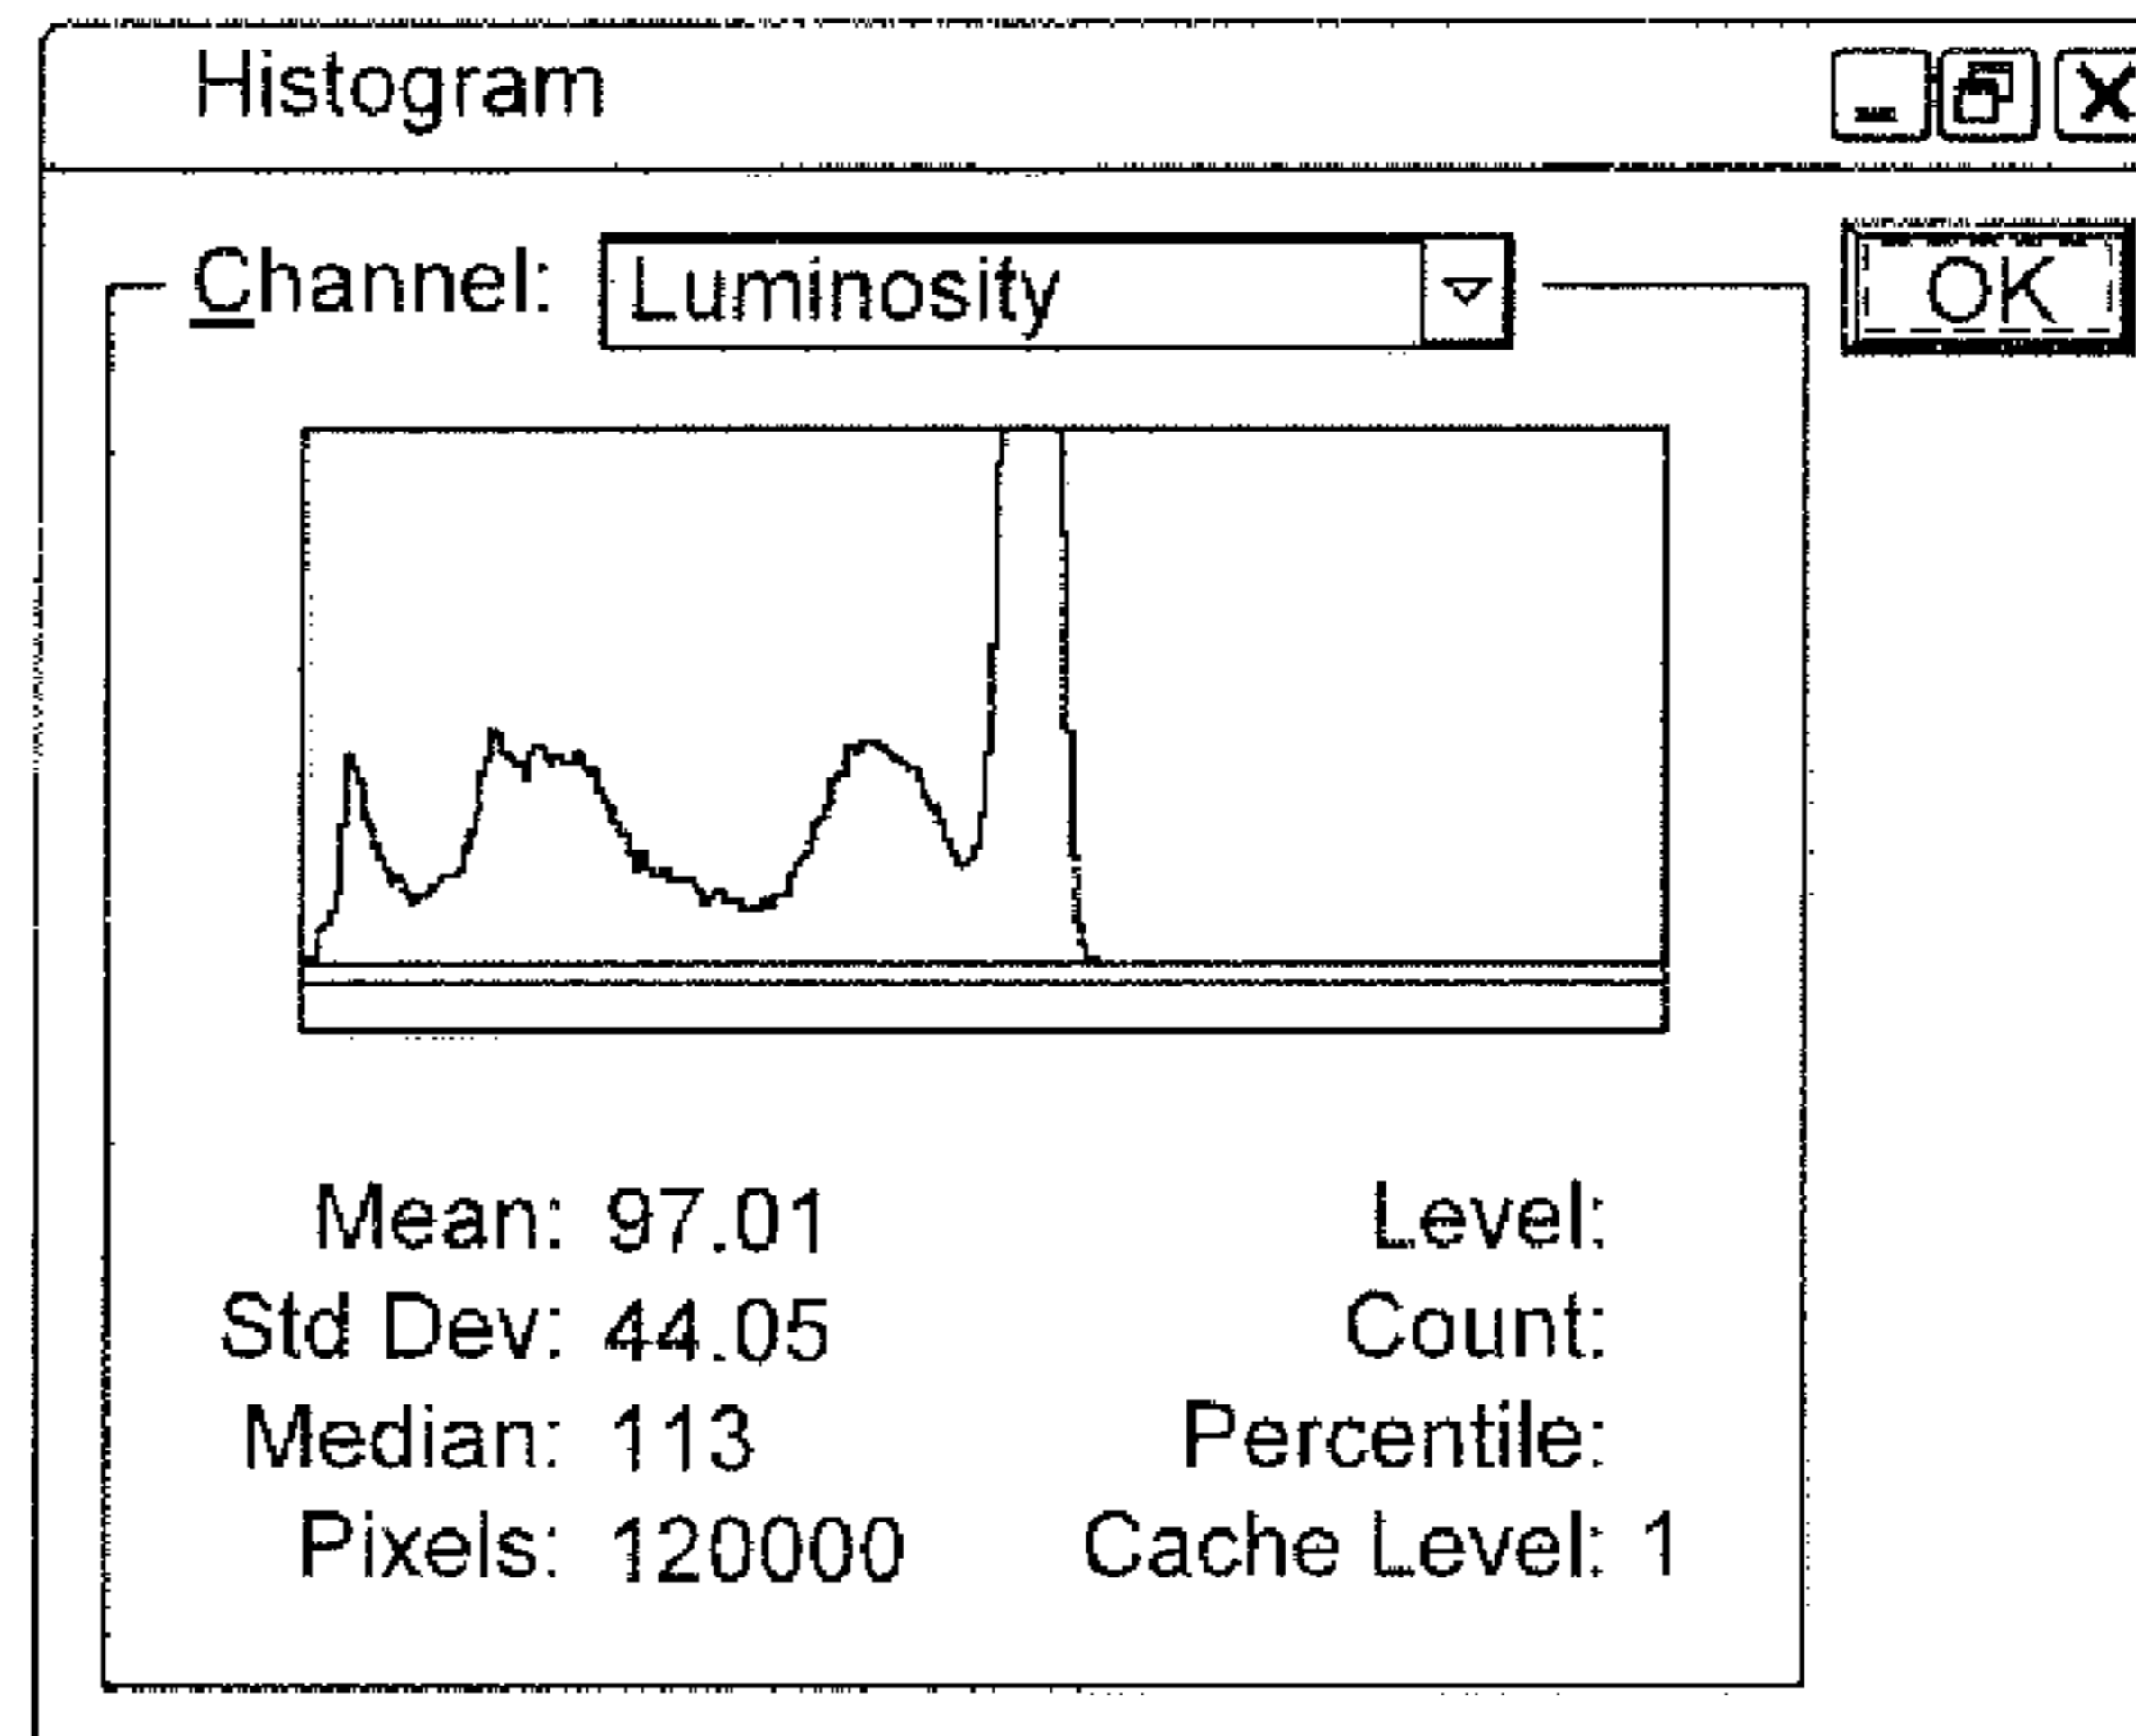 Histogram
Channel: Luminosity
OK
Mean: 97.01 Level:
Std Dev: 44.05 Count:
Median: 113 Percentile:
Pixels: 120000 Cache Level: 1